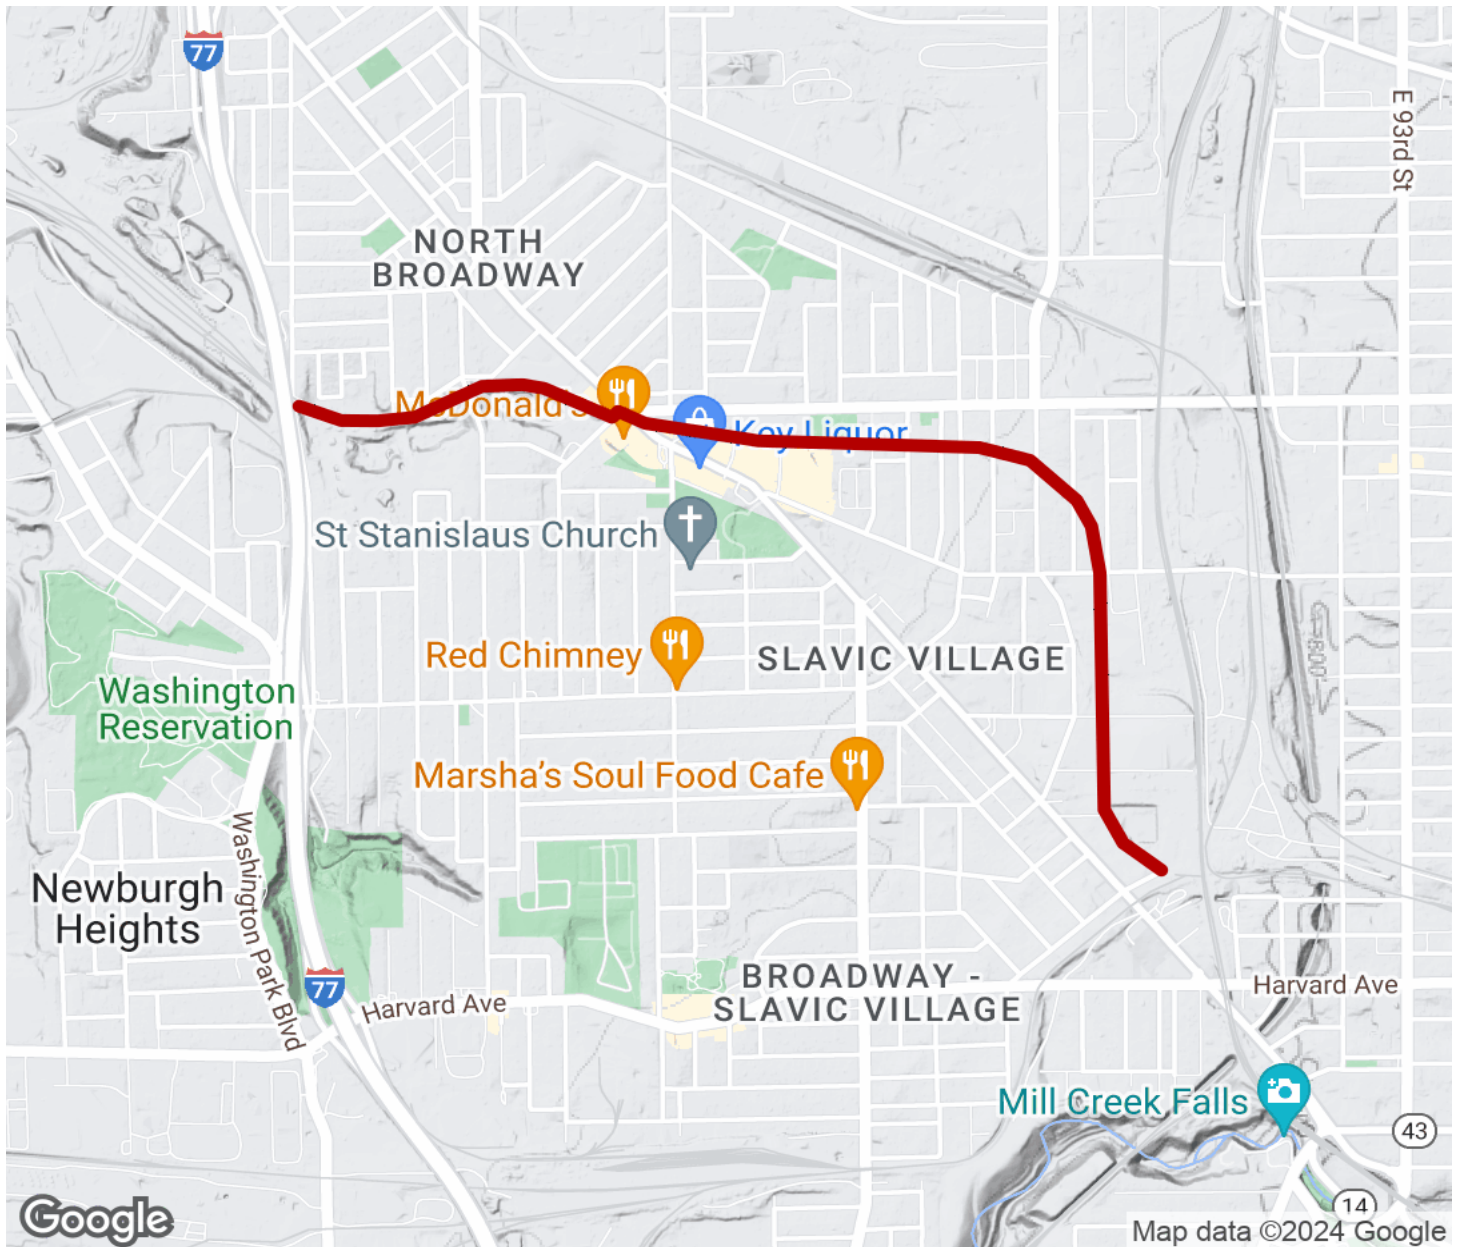 77
E 93rd St
NORTH
BROADWAY
McDonald's
Key Liquor
St Stanislaus Church
Red Chimney
SLAVIC VILLAGE
Washington
Reservation
Marsha's Soul Food Cafe
Washington Park Blvd
Newburgh
Heights
BROADWAY -
SLAVIC VILLAGE
77
Harvard Ave
Harvard Ave
Mill Creek Falls
43
14
Google
Map data ©2024 Google